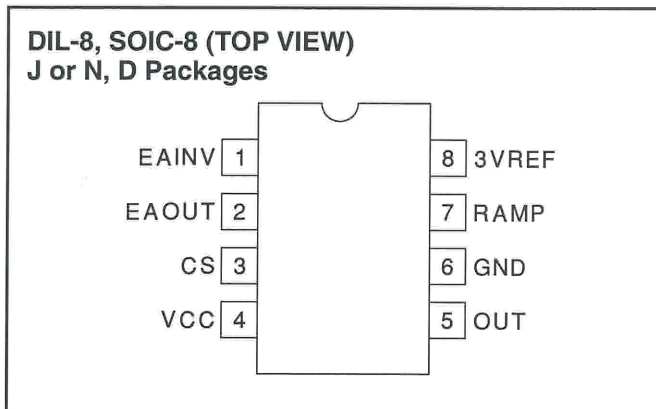 DIL-8, SOIC-8 (TOP VIEW)
J or N, D Packages
EAINV 1 8 3VREF
EAOUT 2 7 RAMP
CS 3 6 GND
VCC 4 5 OUT